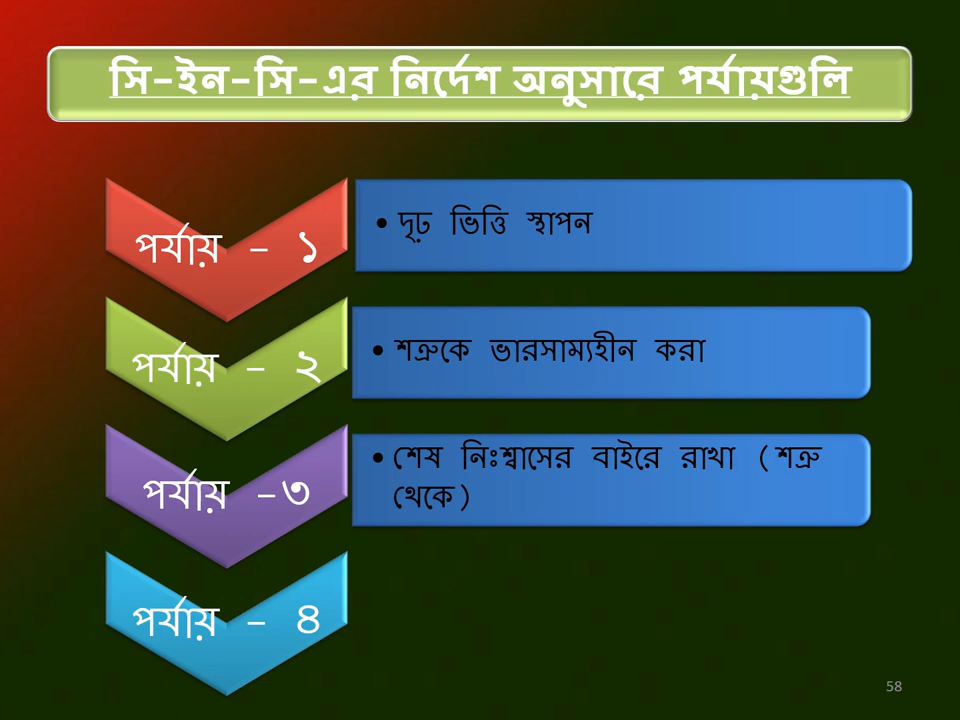 সি-ইন-সি-এর নির্দেশ অনুসারে পর্যায়গুলি
পর্যায় - ১
• দৃঢ় ভিত্তি স্থাপন
পর্যায় - ২
• শত্রুকে ভারসাম্যহীন করা
পর্যায় -৩
• শেষ নিঃশ্বাসের বাইরে রাখা (শত্রু
থেকে)
পর্যায় - ৪
58